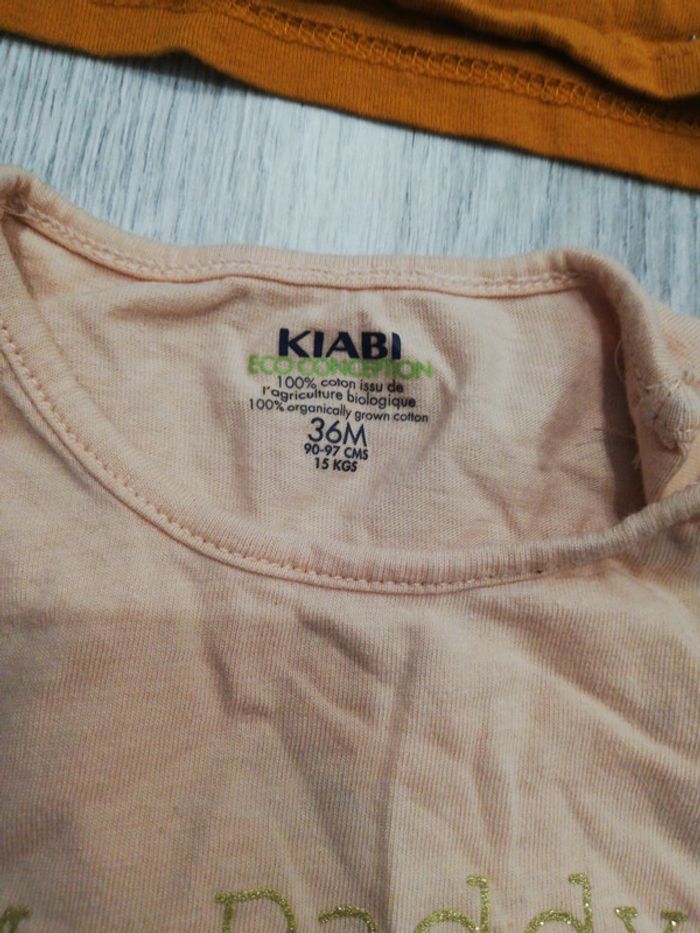 KIABI
ECO CONCEPTION
100% coton issu de
l'agriculture biologique
100% organically grown cotton
36M
90-97 CMS
15 KGS
Daddy